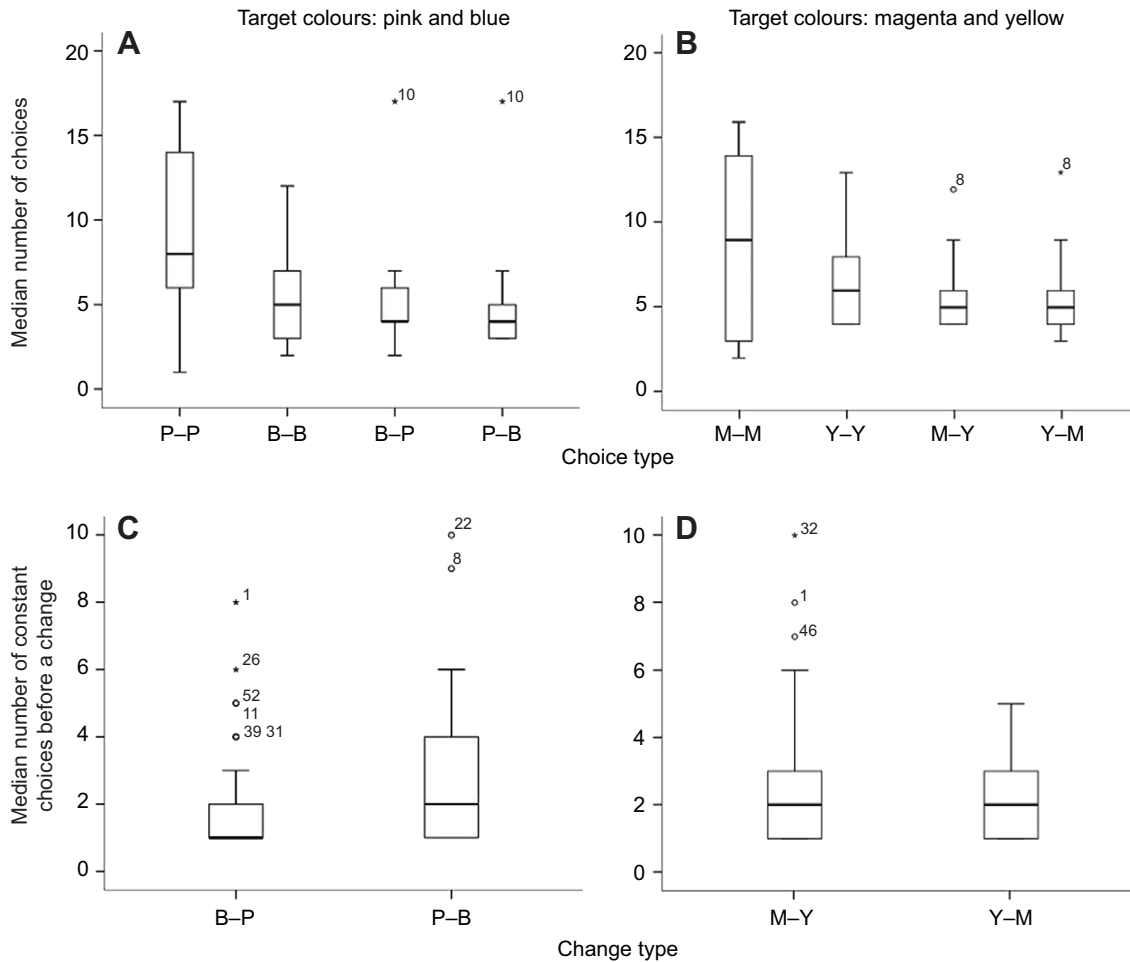 Target colours: pink and blue
Target colours: magenta and yellow
A
B
Median number of choices
20
15
10
5
0
10
10
P–P
B–B
B–P
P–B
20
15
10
5
0
8
8
M–M
Y–Y
M–Y
Y–M
Choice type
C
D
Median number of constant
choices before a change
10
8
6
4
2
0
1
26
52
11
39 31
22
8
B–P
P–B
10
8
6
4
2
0
32
1
46
M–Y
Y–M
Change type